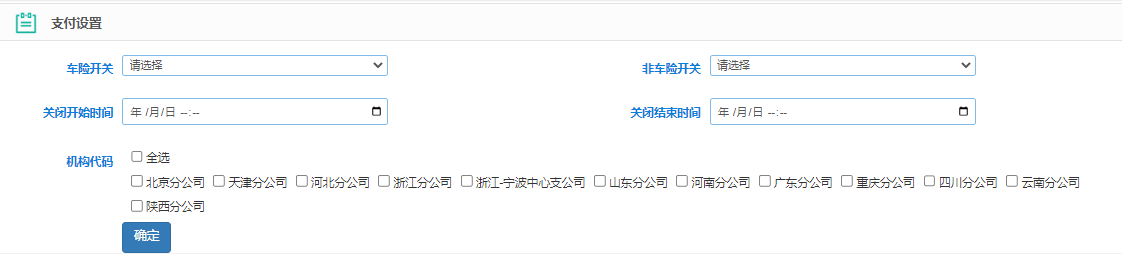 支付设置
车险开关 请选择 非车险开关 请选择
关闭开始时间 年 /月/日 --:-- 关闭结束时间 年 /月/日 --:--
机构代码 全选
北京分公司 天津分公司 河北分公司 浙江分公司 浙江-宁波中心支公司 山东分公司 河南分公司 广东分公司 重庆分公司 四川分公司 云南分公司
陕西分公司
确定